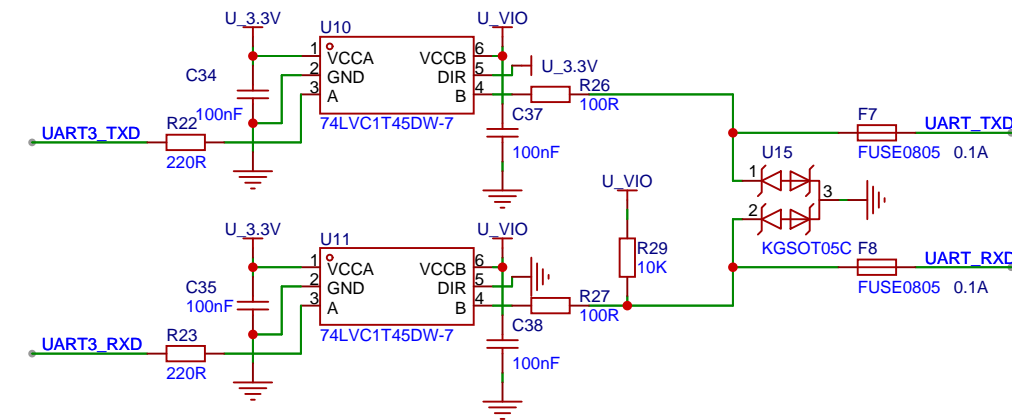 U_3.3V U10 U_VIO
1 VCCA VCCB 6
2 GND DIR 5 U_3.3V
3 A B 4 R26
C34 100nF 74LVC1T45DW-7 C37 100R
UART3_TXD R22 220R 100nF F7 UART_TXD
U15 FUSE0805 0.1A
1
U_VIO 3
2
U_3.3V U11 U_VIO R29 KGSOT05C F8 UART_RXD
1 VCCA VCCB 6 10K
2 GND DIR 5 FUSE0805 0.1A
3 A B 4 R27
C35 100nF 74LVC1T45DW-7 C38 100R
UART3_RXD R23 100nF
220R